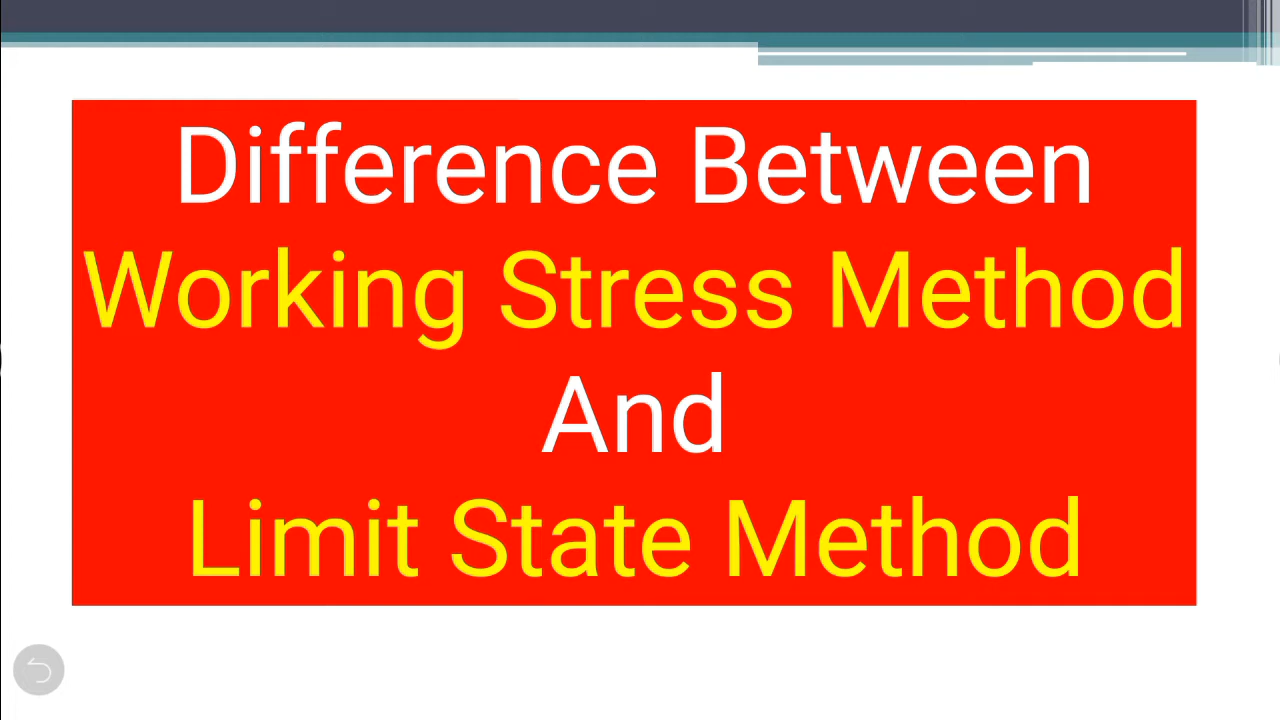 Difference Between
Working Stress Method
And
Limit State Method